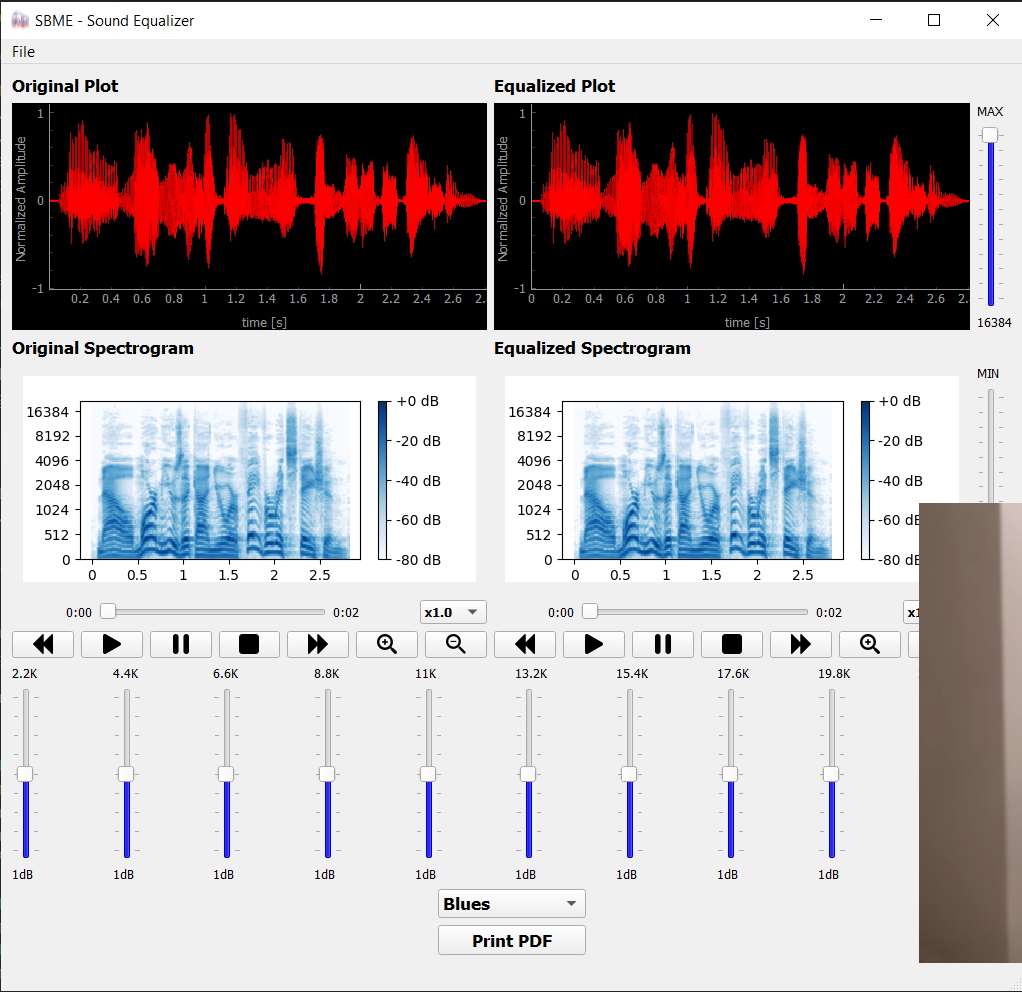 SBME - Sound Equalizer
File
Original Plot
Equalized Plot
MAX
Normalized Amplitude
1
0
-1
0.2 0.4 0.6 0.8 1 1.2 1.4 1.6 1.8 2 2.2 2.4 2.6 2.
time [s]
Normalized Amplitude
1
0
-1
0 0.2 0.4 0.6 0.8 1 1.2 1.4 1.6 1.8 2 2.2 2.4 2.6 2.
time [s]
16384
Original Spectrogram
Equalized Spectrogram
MIN
16384
8192
4096
2048
1024
512
0
0 0.5 1 1.5 2 2.5
+0 dB
-20 dB
-40 dB
-60 dB
-80 dB
16384
8192
4096
2048
1024
512
0
0 0.5 1 1.5 2 2.5
+0 dB
-20 dB
-40 dB
-60 dB
-80 dB
0:00 0:02 x1.0
0:00 0:02 x1
2.2K 4.4K 6.6K 8.8K 11K 13.2K 15.4K 17.6K 19.8K
1dB 1dB 1dB 1dB 1dB 1dB 1dB 1dB 1dB
Blues
Print PDF